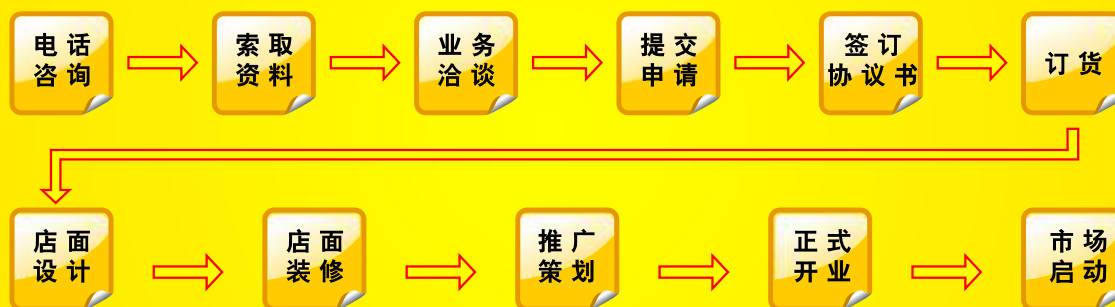 电话
咨询
索取
资料
业务
洽谈
提交
申请
签订
协议书
订货
店面
设计
店面
装修
推广
策划
正式
开业
市场
启动